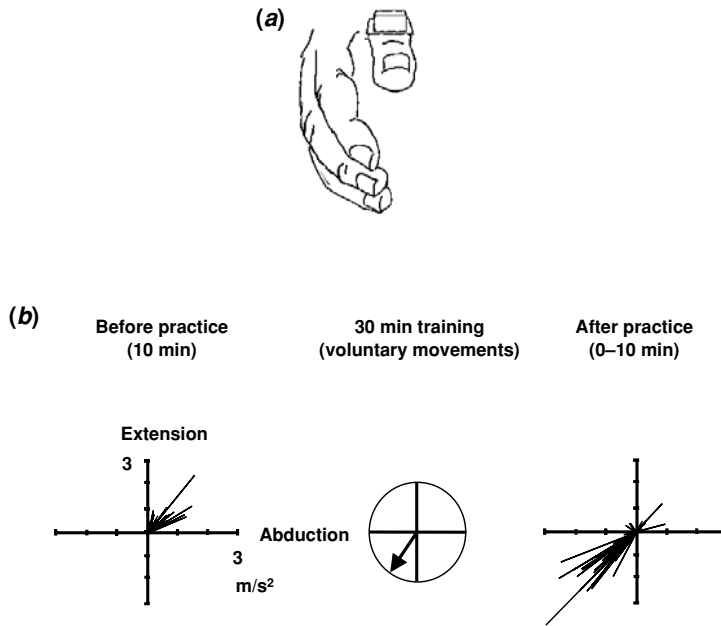 (a)
(b)
Before practice
(10 min)
30 min training
(voluntary movements)
After practice
(0–10 min)
Extension
3
Abduction
3
m/s²